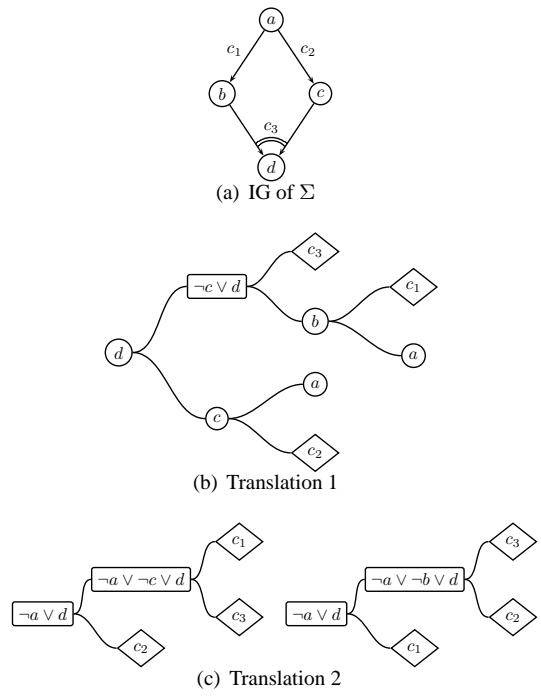 a
c₁ c₂
b c
c₃
d
(a) IG of Σ
c₃
¬c ∨ d
c₁
b
a
d
a
c
c₂
(b) Translation 1
c₁ c₃
¬a ∨ ¬c ∨ d ¬a ∨ ¬b ∨ d
¬a ∨ d c₃ ¬a ∨ d c₂
c₂ c₁
(c) Translation 2